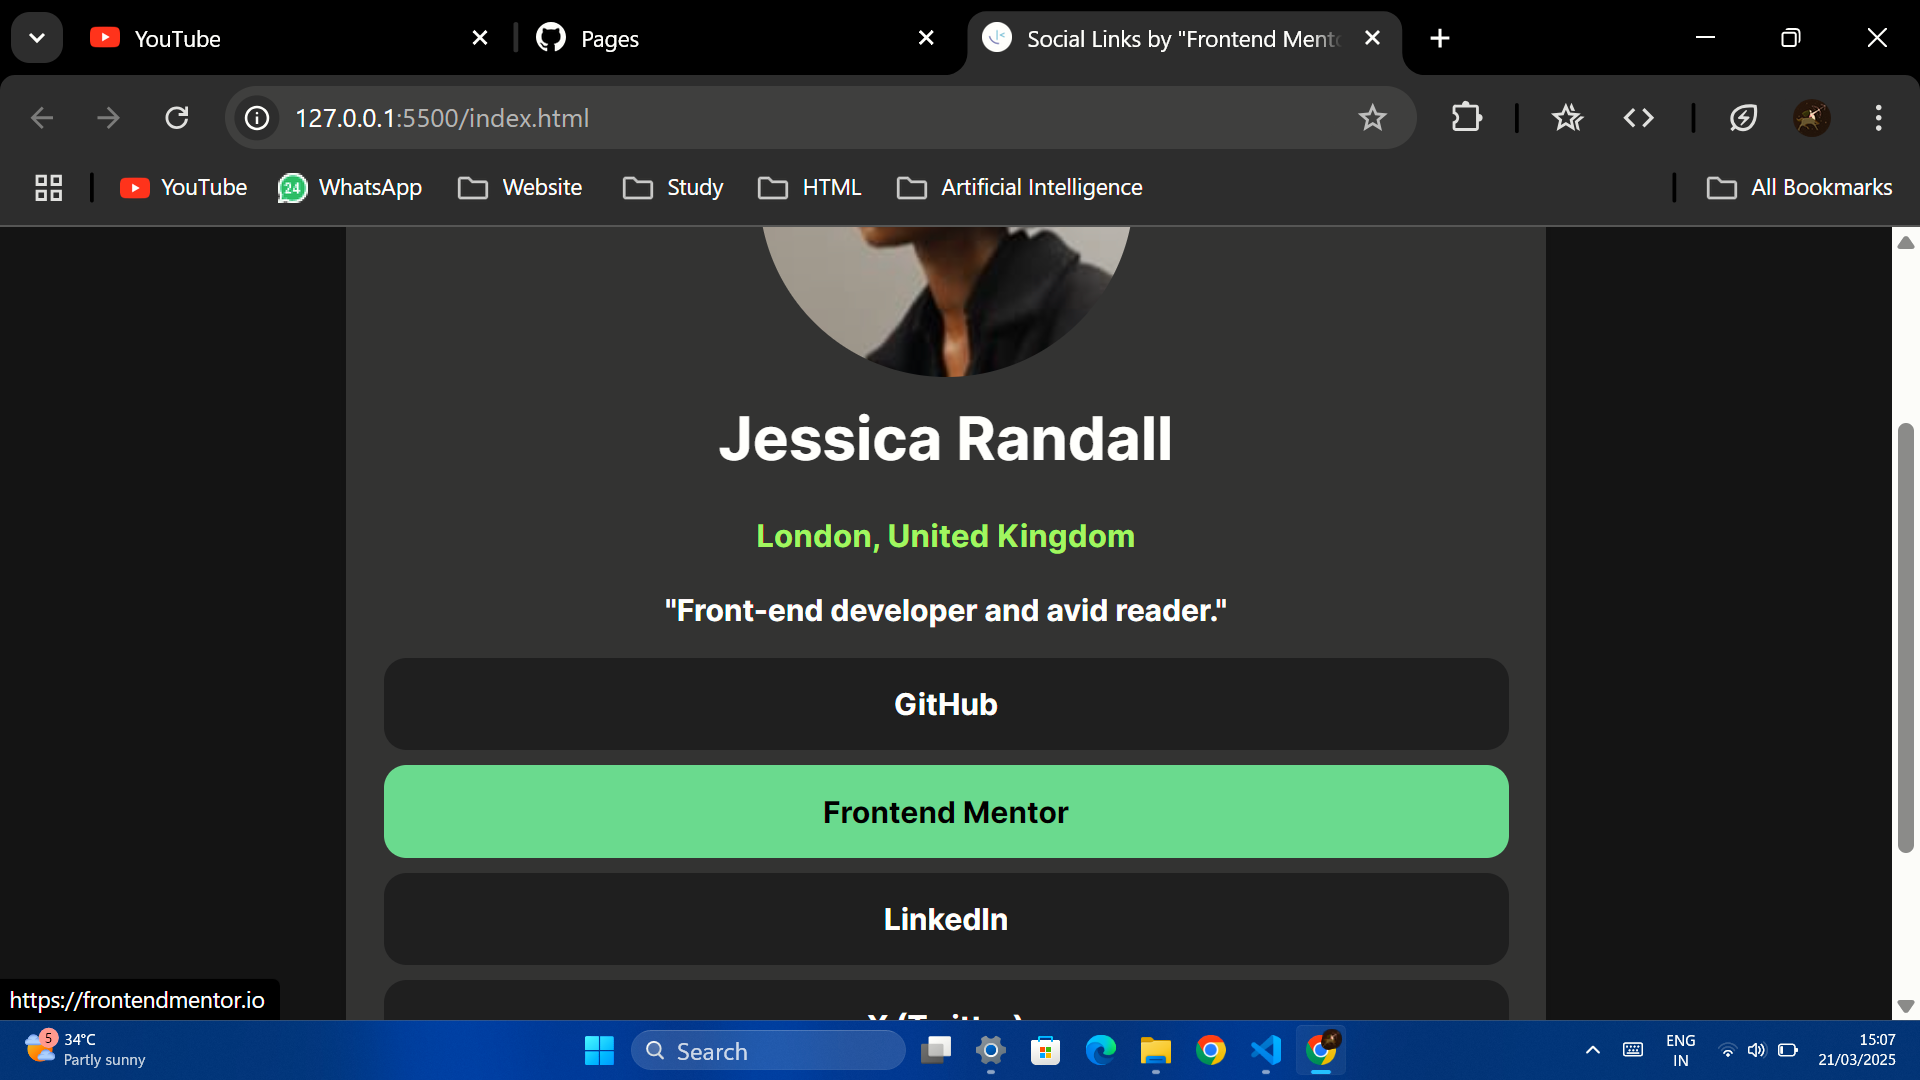 YouTube
Pages
Social Links by "Frontend Mento
127.0.0.1:5500/index.html
24
YouTube
WhatsApp
Website
Study
HTML
Artificial Intelligence
All Bookmarks
Jessica Randall
London, United Kingdom
"Front-end developer and avid reader."
GitHub
Frontend Mentor
LinkedIn
X (Twitter)
https://frontendmentor.io
5
34°C
Partly sunny
Search
ENG
IN
15:07
21/03/2025